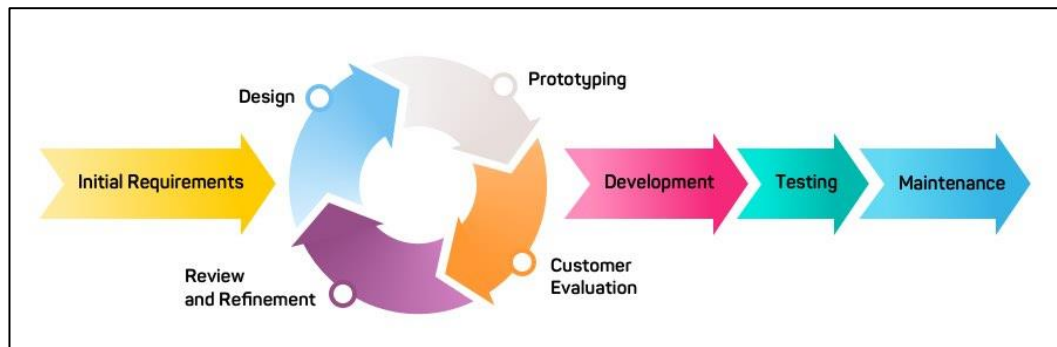 Initial Requirements
Design
Prototyping
Customer
Evaluation
Review
and Refinement
Development
Testing
Maintenance